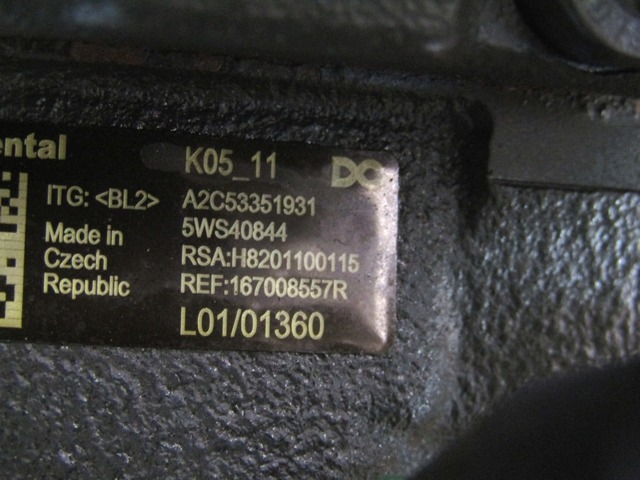 ental
K05_11 DC
ITG: <BL2> A2C53351931
Made in 5WS40844
Czech RSA:H8201100115
Republic REF:167008557R
L01/01360